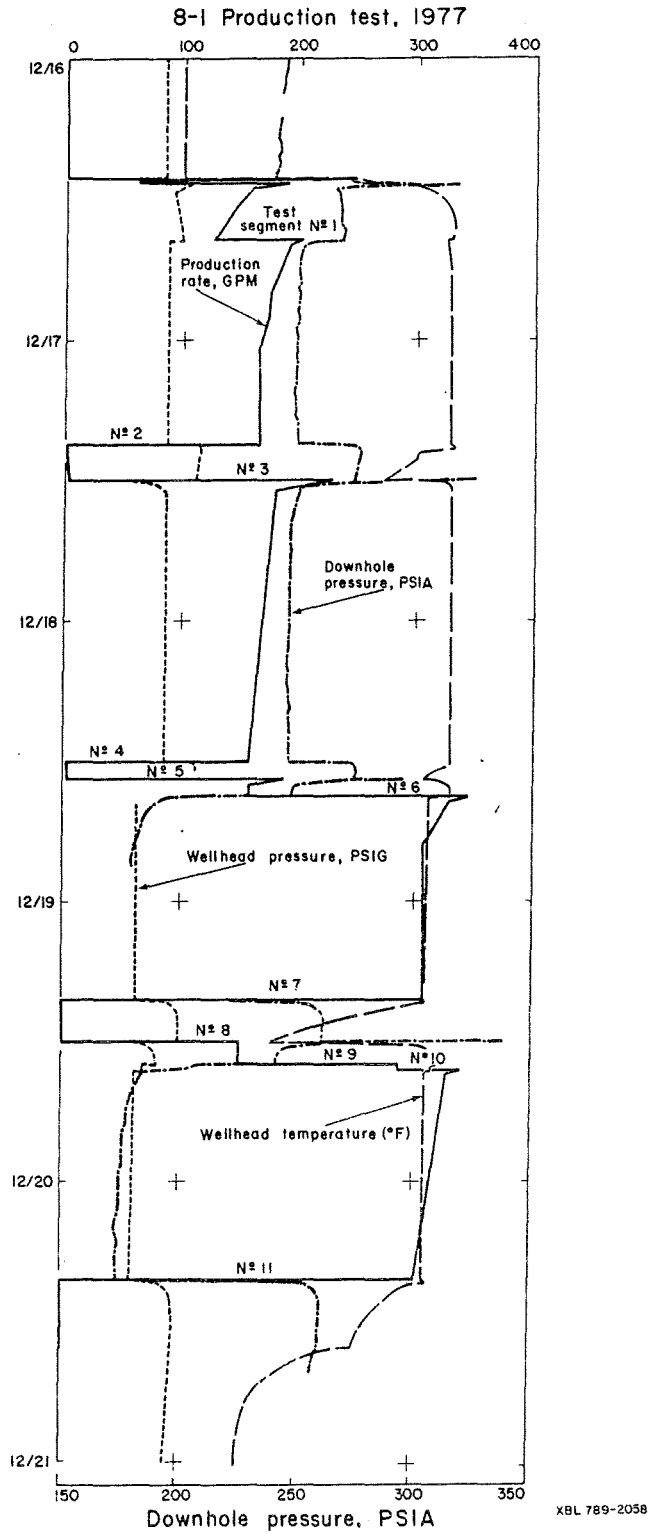 8-1 Production test, 1977
0 100 200 300 400
12/16
Test
segment Nº 1
Production
rate, GPM
12/17
Nº 2
Nº 3
Downhole
pressure, PSIA
12/18
Nº 4
Nº 5
Nº 6
Wellhead pressure, PSIG
12/19
Nº 7
Nº 8
Nº 9
Nº 10
Wellhead temperature (°F)
12/20
Nº 11
12/21
150 200 250 300 350
Downhole pressure, PSIA
XBL 789-2058